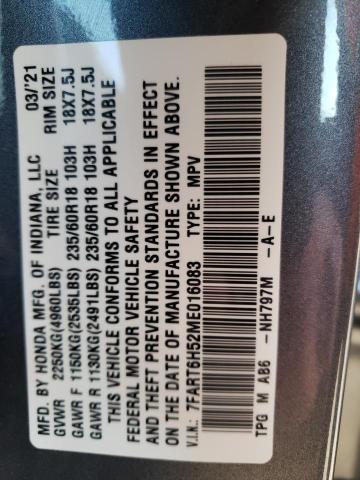 MFD. BY HONDA MFG. OF INDIANA, LLC 03/'21
GVWR 2250KG(4960LBS) TIRE SIZE RIM SIZE
GAWR F 1150KG(2535LBS) 235/60R18 103H 18X7.5J
GAWR R 1130KG(2491LBS) 235/60R18 103H 18X7.5J
THIS VEHICLE CONFORMS TO ALL APPLICABLE
FEDERAL MOTOR VEHICLE SAFETY
AND THEFT PREVENTION STANDARDS IN EFFECT
ON THE DATE OF MANUFACTURE SHOWN ABOVE.
V.I.N.: 7FART6H52ME016083 TYPE: MPV
TPG M AB6 -NH797M -A-E